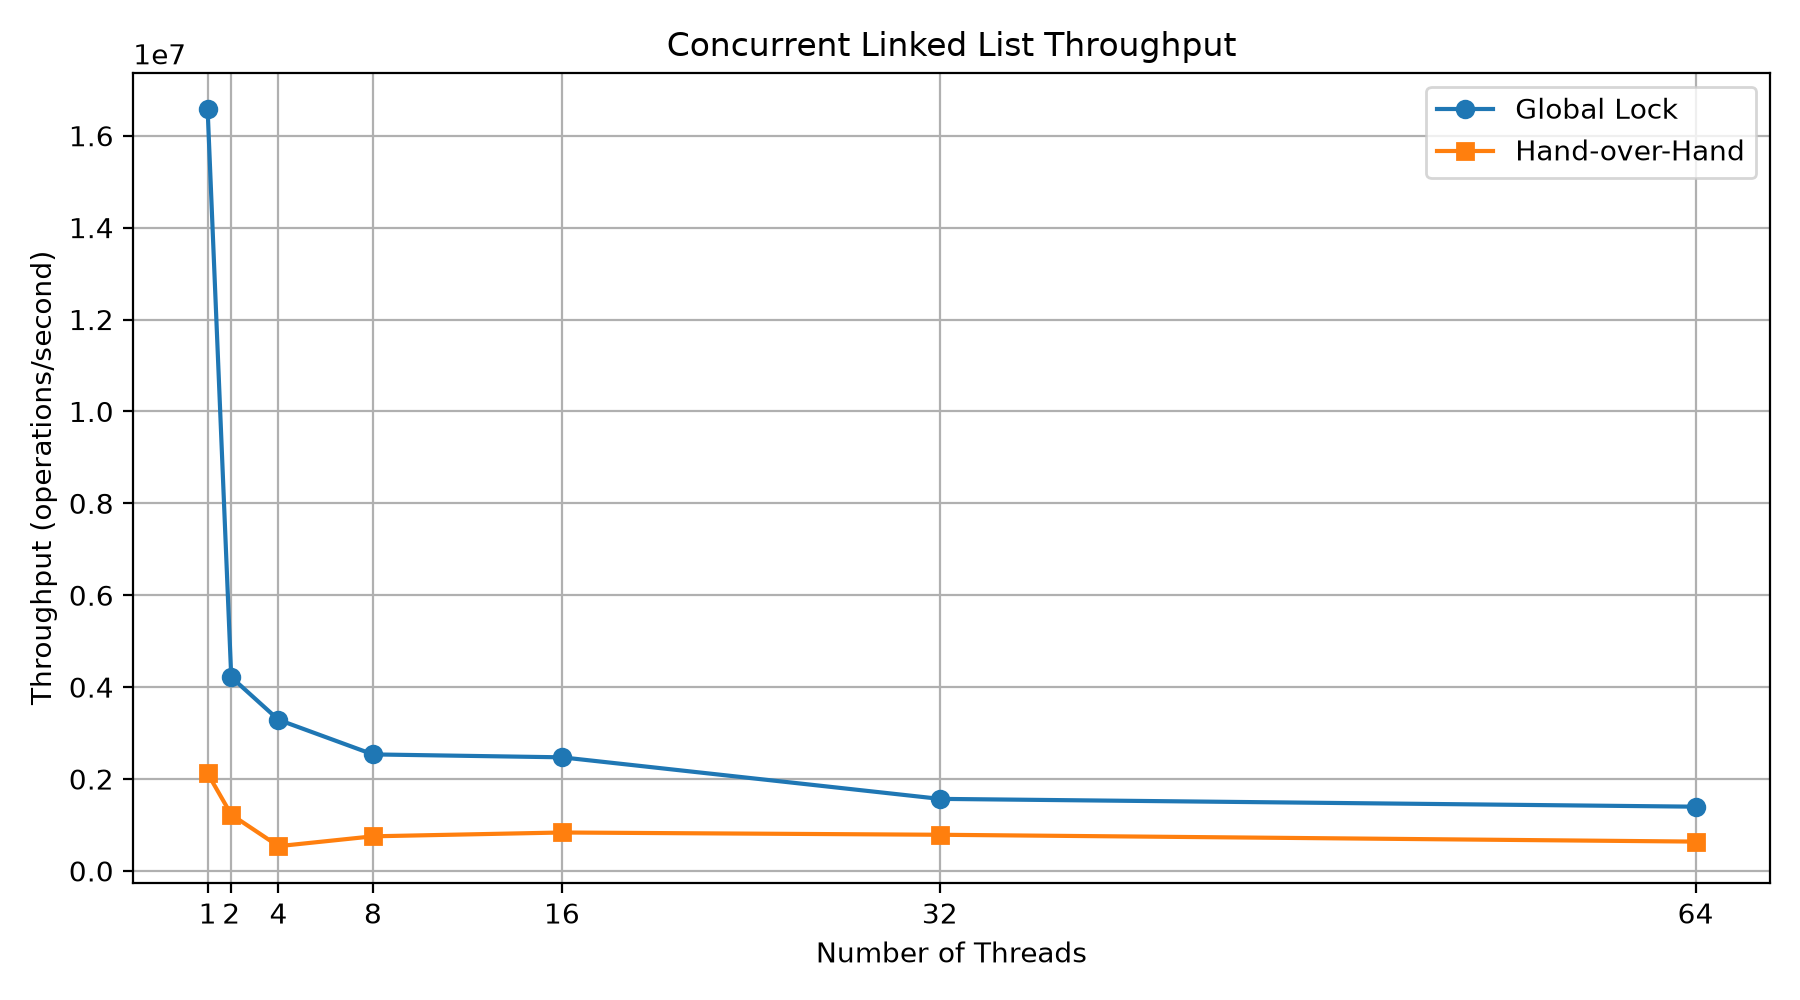 Concurrent Linked List Throughput
1e7
Global Lock
Hand-over-Hand
1.6
1.4
1.2
1.0
0.8
0.6
0.4
0.2
0.0
Throughput (operations/second)
1 2 4 8 16 32 64
Number of Threads